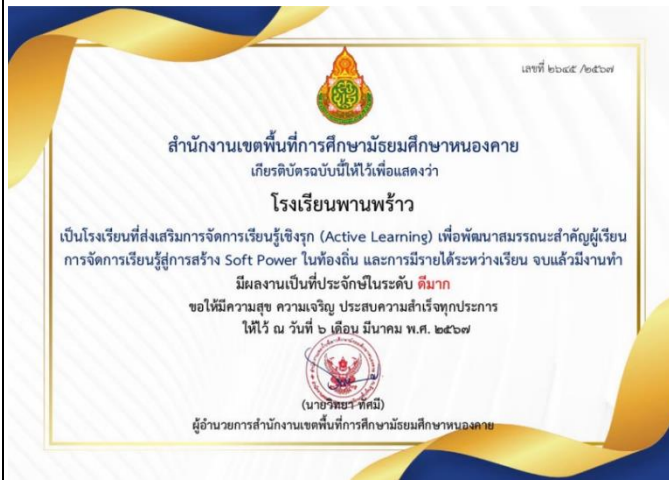 เลขที่ ๒๖๔๕ /๒๕๖๗
สำนักงานเขตพื้นที่การศึกษามัธยมศึกษาหนองคาย
เกียรติบัตรฉบับนี้ให้ไว้เพื่อแสดงว่า
โรงเรียนพานพร้าว
เป็นโรงเรียนที่ส่งเสริมการจัดการเรียนรู้เชิงรุก (Active Learning) เพื่อพัฒนาสมรรถนะสำคัญผู้เรียน
การจัดการเรียนรู้สู่การสร้าง Soft Power ในท้องถิ่น และการมีรายได้ระหว่างเรียน จบแล้วมีงานทำ
มีผลงานเป็นที่ประจักษ์ในระดับ ดีมาก
ขอให้มีความสุข ความเจริญ ประสบความสำเร็จทุกประการ
ให้ไว้ ณ วันที่ ๖ เดือน มีนาคม พ.ศ. ๒๕๖๗
(นายวิทยา ทัศมี)
ผู้อำนวยการสำนักงานเขตพื้นที่การศึกษามัธยมศึกษาหนองคาย